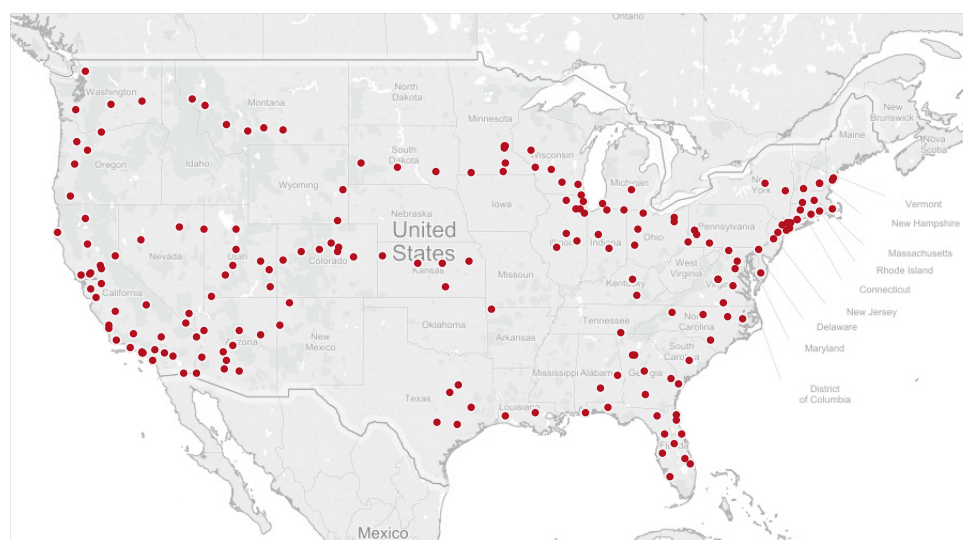 Ontario
Washington
Montana
North
Dakota
Minnesota
New
Brunswick
Maine
Nova
Scotia
Oregon
Idaho
South
Dakota
Wisconsin
Michigan
New
York
Vermont
Wyoming
Iowa
Nebraska
Pennsylvania
New Hampshire
United
States
Nevada
Utah
Colorado
Kansas
Missouri
Indiana
Ohio
West
Virginia
Massachusetts
Rhode Island
Connecticut
California
Kentucky
New Jersey
Oklahoma
Arkansas
Tennessee
North
Carolina
Delaware
Maryland
New
Mexico
South
Carolina
Mississippi
Alabama
Georgia
District
of Columbia
Texas
Louisiana
Florida
Mexico